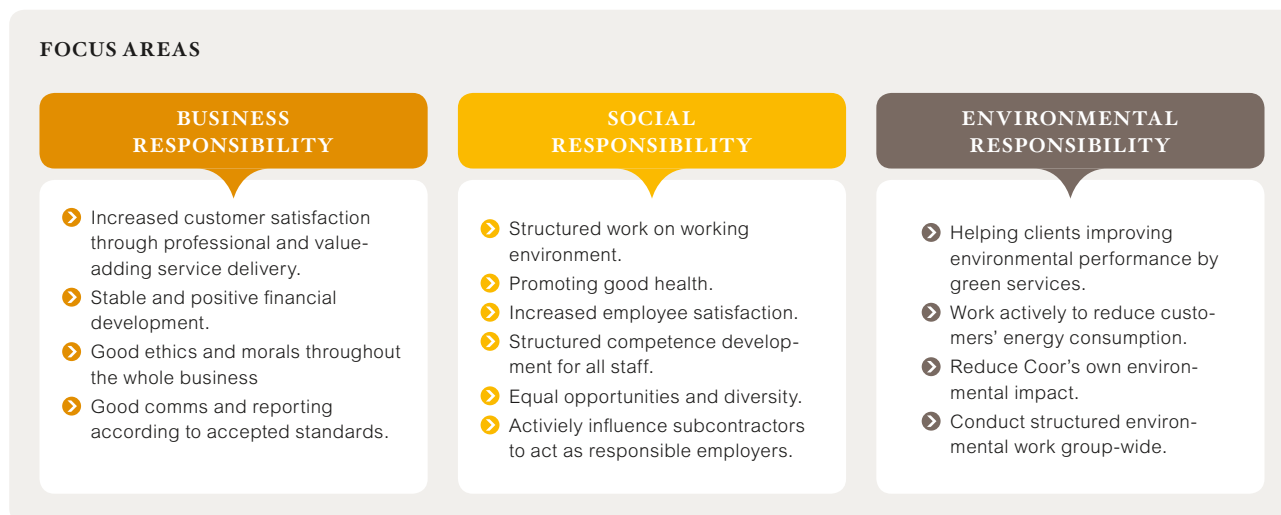 FOCUS AREAS
BUSINESS
RESPONSIBILITY
Increased customer satisfaction
through professional and value-
adding service delivery.
Stable and positive financial
development.
Good ethics and morals throughout
the whole business
Good comms and reporting
according to accepted standards.
SOCIAL
RESPONSIBILITY
Structured work on working
environment.
Promoting good health.
Increased employee satisfaction.
Structured competence develop-
ment for all staff.
Equal opportunities and diversity.
Activiely influence subcontractors
to act as responsible employers.
ENVIRONMENTAL
RESPONSIBILITY
Helping clients improving
environmental performance by
green services.
Work actively to reduce custo-
mers’ energy consumption.
Reduce Coor’s own environ-
mental impact.
Conduct structured environ-
mental work group-wide.